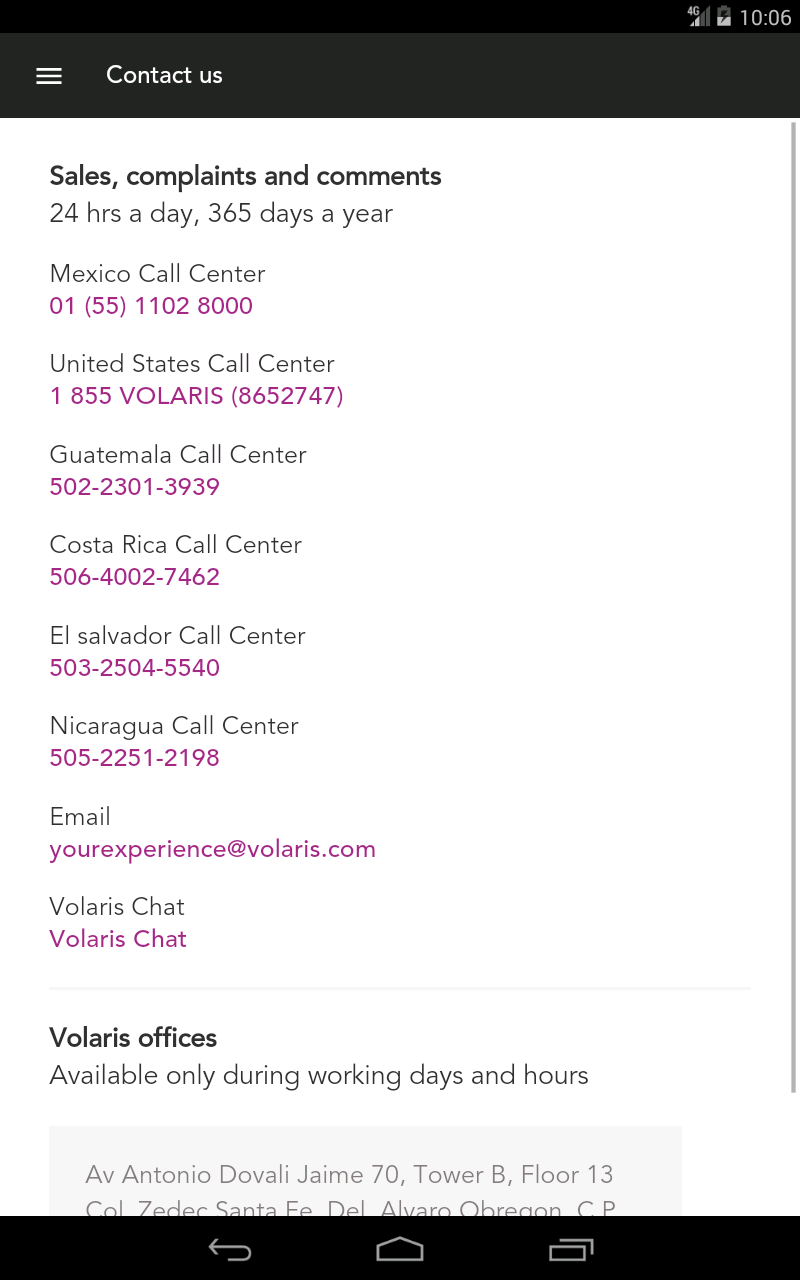 4G 10:06
Contact us
Sales, complaints and comments
24 hrs a day, 365 days a year
Mexico Call Center
01 (55) 1102 8000
United States Call Center
1 855 VOLARIS (8652747)
Guatemala Call Center
502-2301-3939
Costa Rica Call Center
506-4002-7462
El salvador Call Center
503-2504-5540
Nicaragua Call Center
505-2251-2198
Email
yourexperience@volaris.com
Volaris Chat
Volaris Chat
Volaris offices
Available only during working days and hours
Av Antonio Dovali Jaime 70, Tower B, Floor 13
Col. Zedec Santa Fe, Del. Alvaro Obregon, C.P.